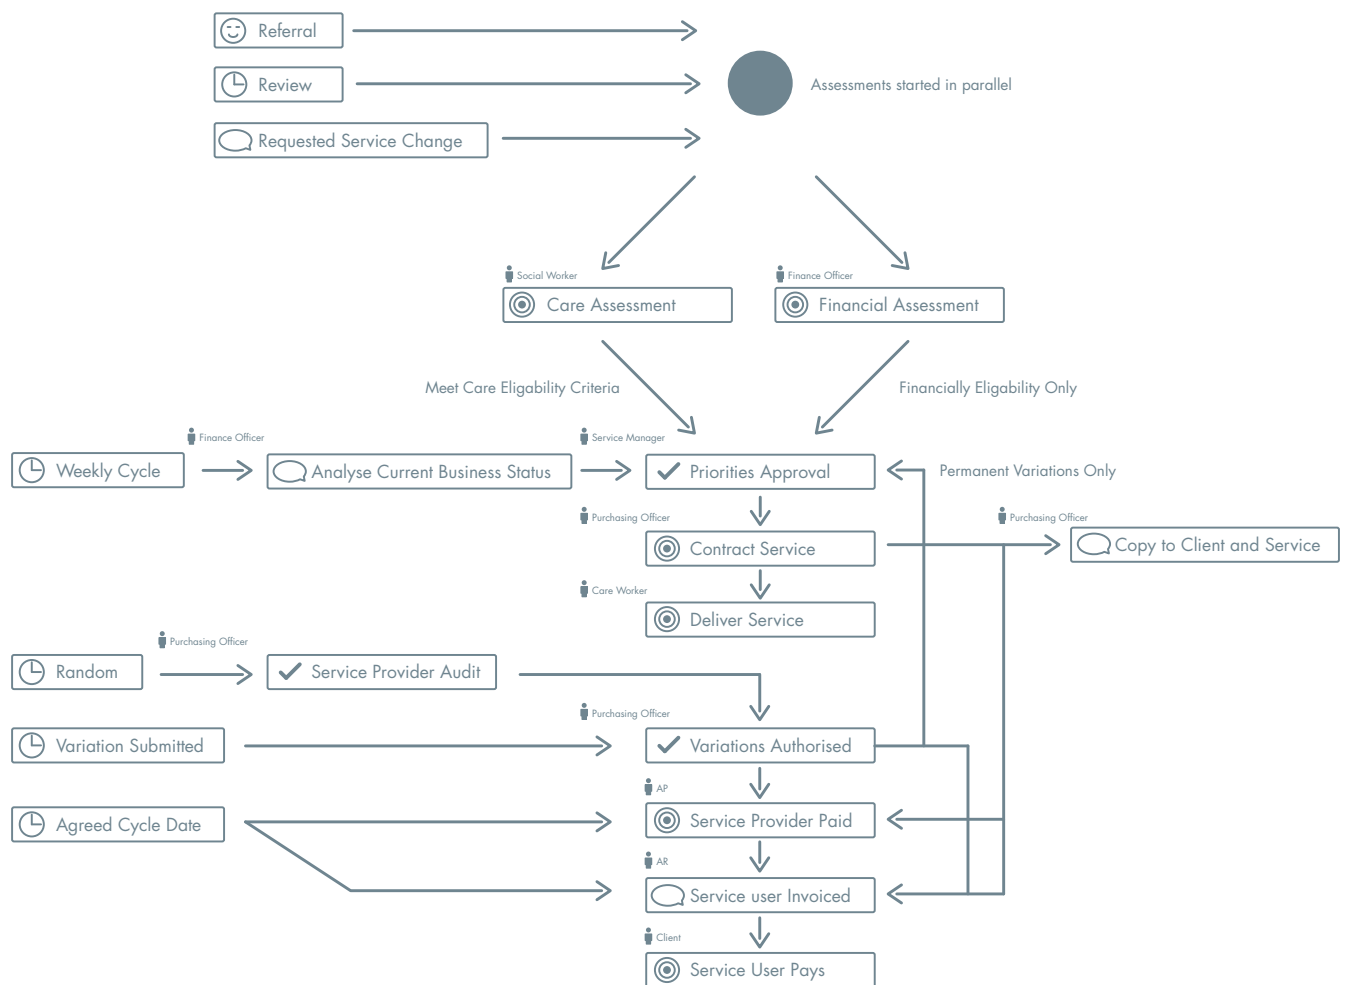 Referral
Review
Assessments started in parallel
Requested Service Change
Social Worker
Finance Officer
Care Assessment
Financial Assessment
Meet Care Eligability Criteria
Financially Eligability Only
Finance Officer
Service Manager
Weekly Cycle
Analyse Current Business Status
Priorities Approval
Permanent Variations Only
Purchasing Officer
Purchasing Officer
Contract Service
Copy to Client and Service
Care Worker
Deliver Service
Purchasing Officer
Random
Service Provider Audit
Purchasing Officer
Variation Submitted
Variations Authorised
AP
Agreed Cycle Date
Service Provider Paid
AR
Service user Invoiced
Client
Service User Pays